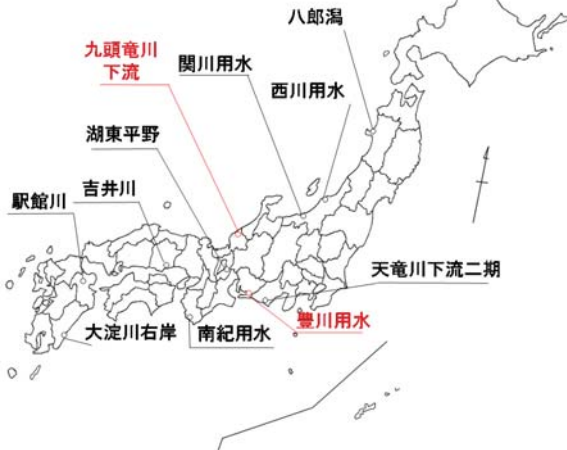 八郎潟
九頭竜川
下流
関川用水
西川用水
湖東平野
吉井川
駅館川
天竜川下流二期
豊川用水
大淀川右岸
南紀用水